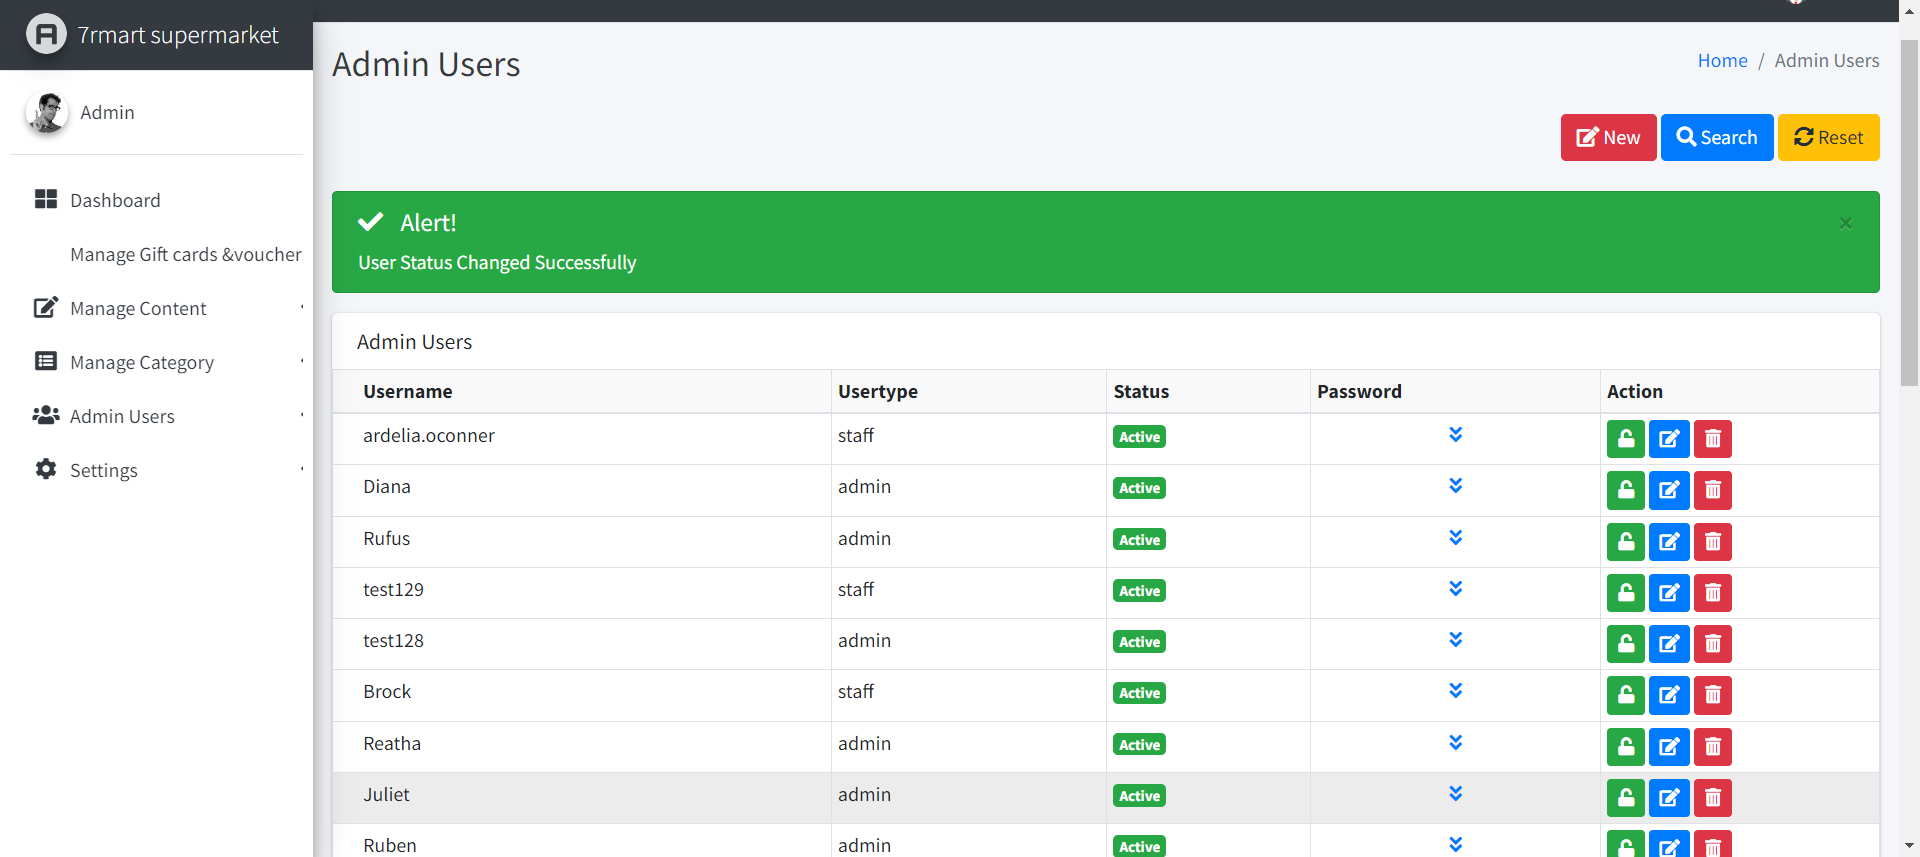 7rmart supermarket
Admin
Dashboard
Manage Gift cards &voucher
Manage Content
Manage Category
Admin Users
Settings
Admin Users
Home / Admin Users
New Search Reset
Alert! ×
User Status Changed Successfully
Admin Users
Username Usertype Status Password Action
ardelia.oconner staff Active
Diana admin Active
Rufus admin Active
test129 staff Active
test128 admin Active
Brock staff Active
Reatha admin Active
Juliet admin Active
Ruben admin Active